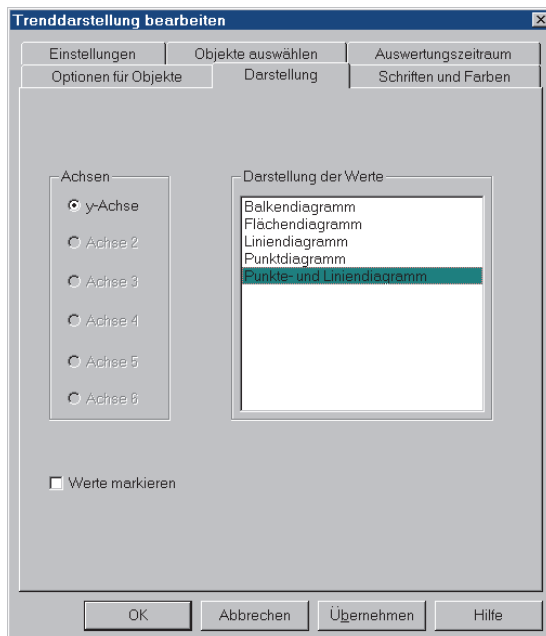 Trenddarstellung bearbeiten
Einstellungen
Objekte auswählen
Auswertungszeitraum
Optionen für Objekte
Darstellung
Schriften und Farben
Achsen
y-Achse
Achse 2
Achse 3
Achse 4
Achse 5
Achse 6
Darstellung der Werte
Balkendiagramm
Flächendiagramm
Liniendiagramm
Punktdiagramm
Punkte- und Liniendiagramm
Werte markieren
OK
Abbrechen
Übernehmen
Hilfe